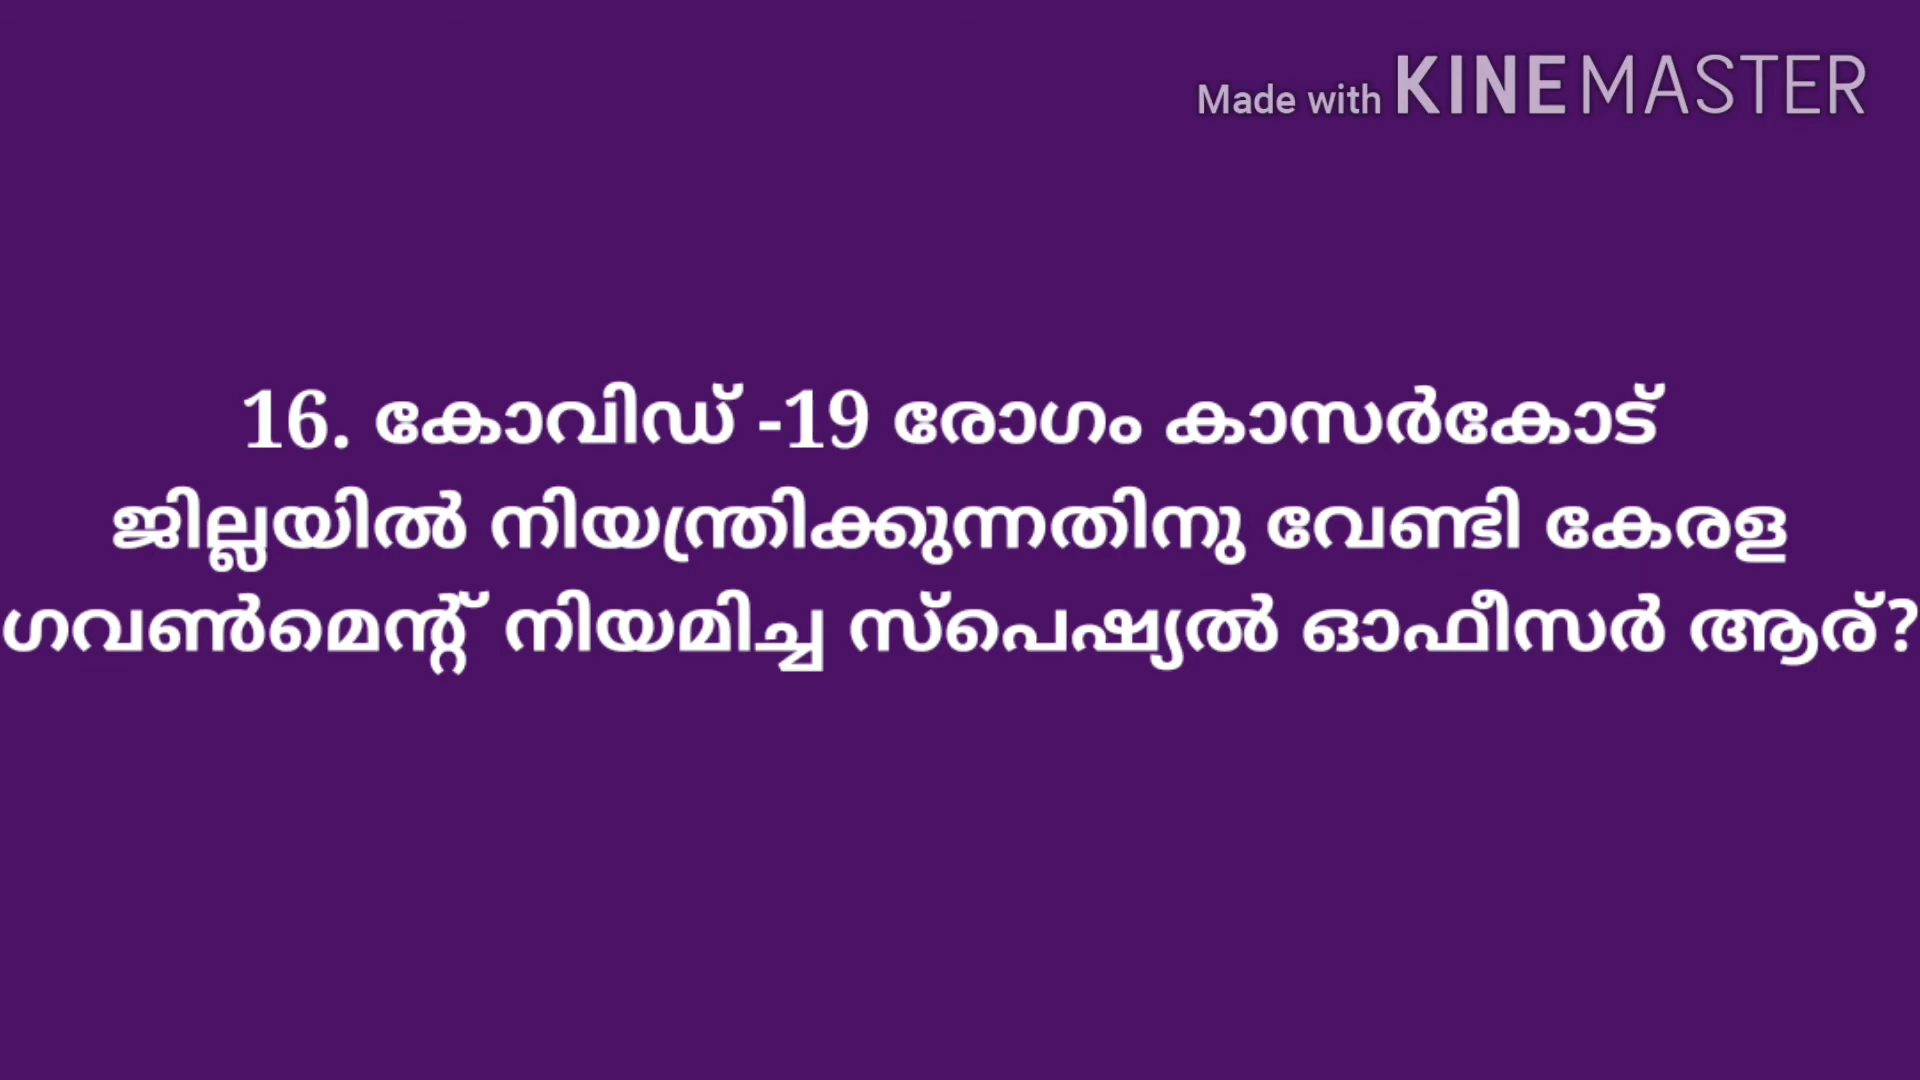 Made with KINEMASTER
16. കോവിഡ് -19 രോഗം കാസർകോട്
ജില്ലയിൽ നിയന്ത്രിക്കുന്നതിനു വേണ്ടി കേരള
ഗവൺമെന്റ് നിയമിച്ച സ്പെഷ്യൽ ഓഫീസർ ആര്?